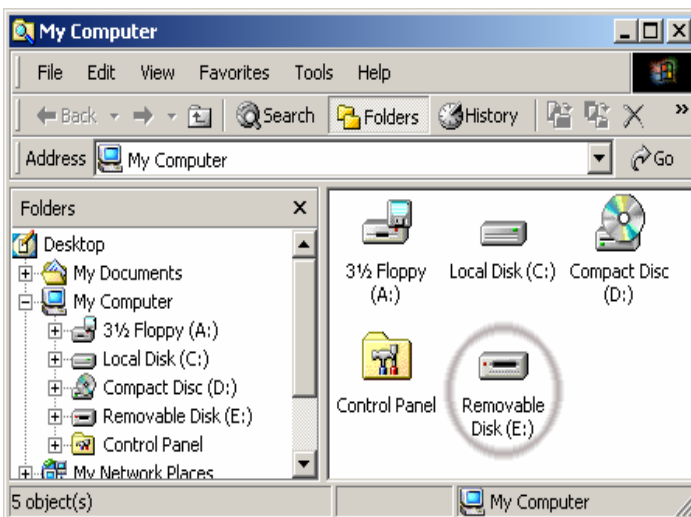 My Computer
File Edit View Favorites Tools Help
Back Search Folders History »
Address My Computer Go
Folders
Desktop
My Documents
My Computer
3½ Floppy (A:)
Local Disk (C:)
Compact Disc (D:)
Removable Disk (E:)
Control Panel
My Network Places
3½ Floppy
(A:)
Local Disk (C:)
Compact Disc
(D:)
Control Panel
Removable
Disk (E:)
5 object(s)
My Computer